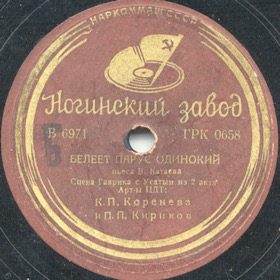 НАРКОММАШ СССР
Ногинский завод
В 6971 ГРК 0658
БЕЛЕЕТ ПАРУС ОДИНОКИЙ
пьеса В. Катаева
Сцена Гаврика с Усатым из 2 акта
Арт-ы ЦДТ:
К.П. Коренева
и П.П. Кириков